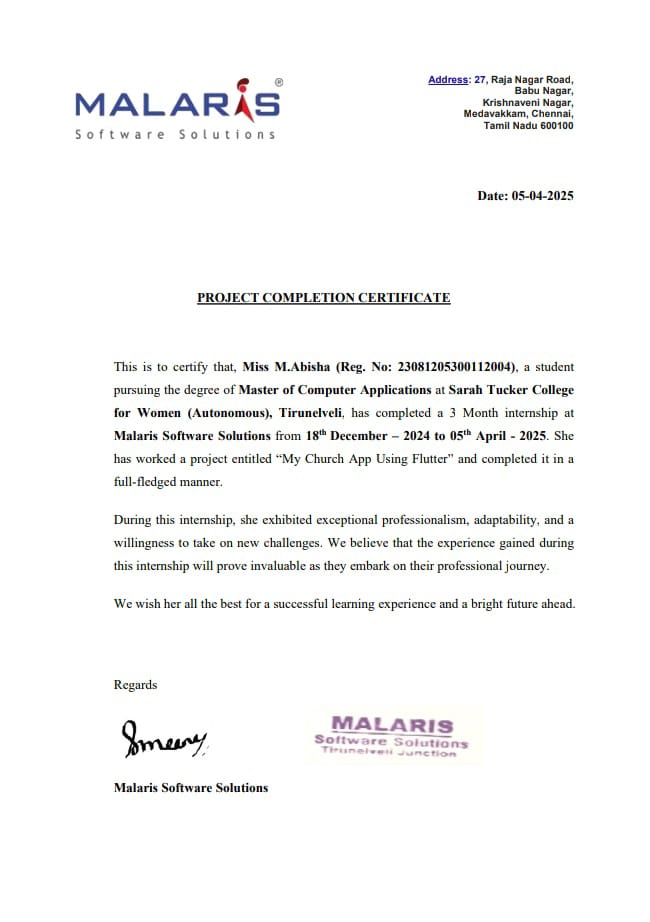 MALARIS®
Software Solutions
Address: 27, Raja Nagar Road,
Babu Nagar,
Krishnaveni Nagar,
Medavakkam, Chennai,
Tamil Nadu 600100
Date: 05-04-2025
PROJECT COMPLETION CERTIFICATE
This is to certify that, Miss M.Abisha (Reg. No: 23081205300112004), a student
pursuing the degree of Master of Computer Applications at Sarah Tucker College
for Women (Autonomous), Tirunelveli, has completed a 3 Month internship at
Malaris Software Solutions from 18th December – 2024 to 05th April - 2025. She
has worked a project entitled “My Church App Using Flutter” and completed it in a
full-fledged manner.
During this internship, she exhibited exceptional professionalism, adaptability, and a
willingness to take on new challenges. We believe that the experience gained during
this internship will prove invaluable as they embark on their professional journey.
We wish her all the best for a successful learning experience and a bright future ahead.
Regards
MALARIS
Software Solutions
Tirunelveli Junction
Malaris Software Solutions